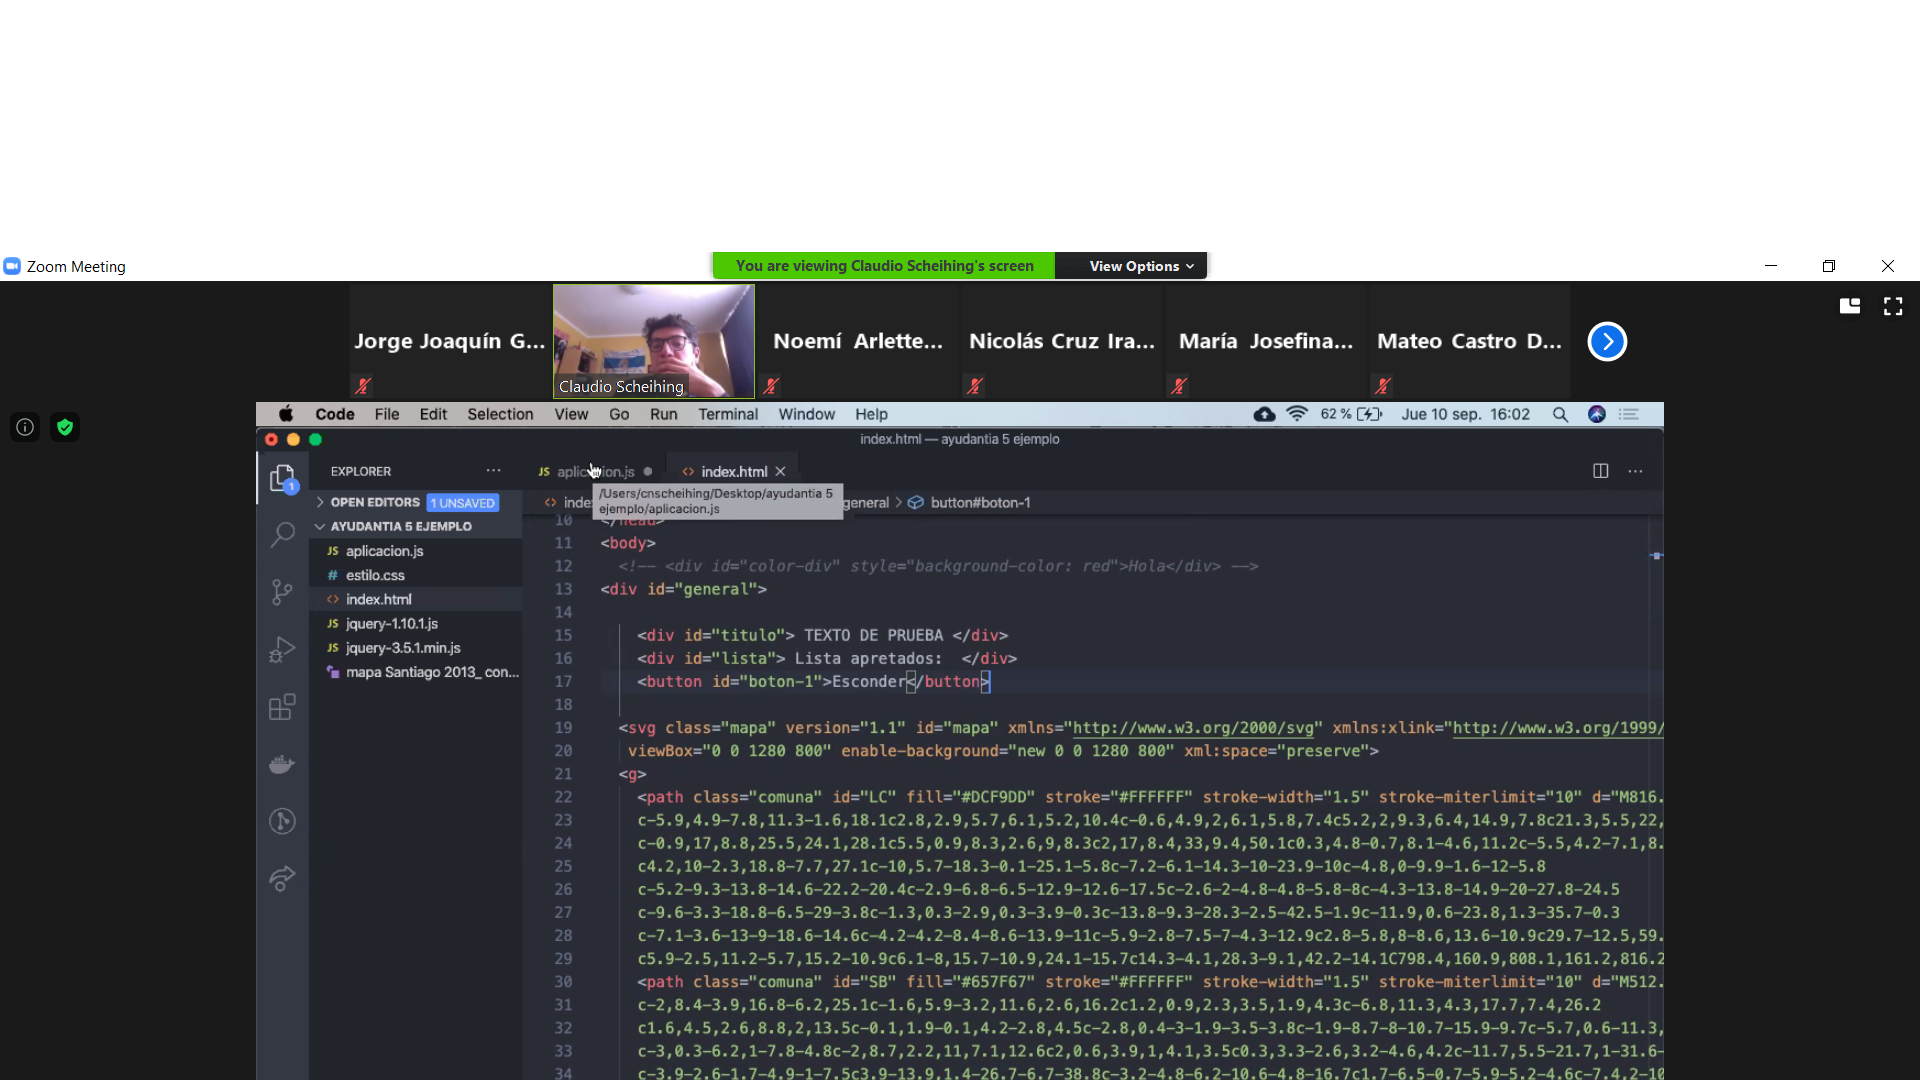 Zoom Meeting
You are viewing Claudio Scheihing's screen View Options
Jorge Joaquín G... Noemí Arlette... Nicolás Cruz Ira... María Josefina... Mateo Castro D...
Claudio Scheihing
Code File Edit Selection View Go Run Terminal Window Help 62 % Jue 10 sep. 16:02
index.html — ayudantia 5 ejemplo
EXPLORER ... JS aplicacion.js <> index.html
OPEN EDITORS 1 UNSAVED
/Users/cnscheihing/Desktop/ayudantia 5
ejemplo/aplicacion.js
general > button#boton-1
AYUDANTIA 5 EJEMPLO
JS aplicacion.js
# estilo.css
<> index.html
JS jquery-1.10.1.js
JS jquery-3.5.1.min.js
mapa Santiago 2013_ con...
1
10 </head>
11 <body>
12 <!-- <div id="color-div" style="background-color: red">Hola</div> -->
13 <div id="general">
14
15 <div id="titulo"> TEXTO DE PRUEBA </div>
16 <div id="lista"> Lista apretados:  </div>
17 <button id="boton-1">Esconder</button>
18
19 <svg class="mapa" version="1.1" id="mapa" xmlns="http://www.w3.org/2000/svg" xmlns:xlink="http://www.w3.org/1999/
20 viewBox="0 0 1280 800" enable-background="new 0 0 1280 800" xml:space="preserve">
21 <g>
22 <path class="comuna" id="LC" fill="#DCF9DD" stroke="#FFFFFF" stroke-width="1.5" stroke-miterlimit="10" d="M816.
23 c-5.9,4.9-7.8,11.3-1.6,18.1c2.8,2.9,5.7,6.1,5.2,10.4c-0.6,4.9,2,6.1,5.8,7.4c5.2,2,9.3,6.4,14.9,7.8c21.3,5.5,22,
24 c-0.9,17,8.8,25.5,24.1,28.1c5.5,0.9,8.3,2.6,9,8.3c2,17,8.4,33,9.4,50.1c0.3,4.8-0.7,8.1-4.6,11.2c-5.5,4.2-7.1,8.
25 c4.2,10-2.3,18.8-7.7,27.1c-10,5.7-18.3-0.1-25.1-5.8c-7.2-6.1-14.3-10-23.9-10c-4.8,0-9.9-1.6-12-5.8
26 c-5.2-9.3-13.8-14.6-22.2-20.4c-2.9-6.8-6.5-12.9-12.6-17.5c-2.6-2-4.8-4.8-5.8-8c-4.3-13.8-14.9-20-27.8-24.5
27 c-9.6-3.3-18.8-6.5-29-3.8c-1.3,0.3-2.9,0.3-3.9-0.3c-13.8-9.3-28.3-2.5-42.5-1.9c-11.9,0.6-23.8,1.3-35.7-0.3
28 c-7.1-3.6-13-9-18.6-14.6c-4.2-4.2-8.4-8.6-13.9-11c-5.9-2.8-7.5-7-4.3-12.9c2.8-5.8,8-8.6,13.6-10.9c29.7-12.5,59.
29 c5.9-2.5,11.2-5.7,15.2-10.9c6.1-8,15.7-10.9,24.1-15.7c14.3-4.1,28.3-9.1,42.2-14.1C798.4,160.9,808.1,161.2,816.2
30 <path class="comuna" id="SB" fill="#657F67" stroke="#FFFFFF" stroke-width="1.5" stroke-miterlimit="10" d="M512.
31 c-2,8.4-3.9,16.8-6.2,25.1c-1.6,5.9-3.2,11.6,2.6,16.2c1.2,0.9,2.3,3.5,1.9,4.3c-6.8,11.3,4.3,17.7,7.4,26.2
32 c1.6,4.5,2.6,8.8,2,13.5c-0.1,1.9-0.1,4.2-2.8,4.5c-2.8,0.4-3-1.9-3.5-3.8c-1.9-8.7-8-10.7-15.9-9.7c-5.7,0.6-11.3,
33 c-3,0.3-6.2,1-7.8-4.8c-2,8.7,2.2,11,7.1,12.6c2,0.6,3.9,1,4.1,3.5c0.3,3.3-2.6,3.2-4.6,4.2c-11.7,5.5-21.7,1-31.6-
34 c-3.9-2.6-1.7-4.9-1-7.5c3.9-13.9,1.4-26.7-6.7-38.8c-3.2-4.8-6.2-10.6-4.8-16.7c1.7-6.5-0.7-5.9-5.2-4.6c-7.4,2-10